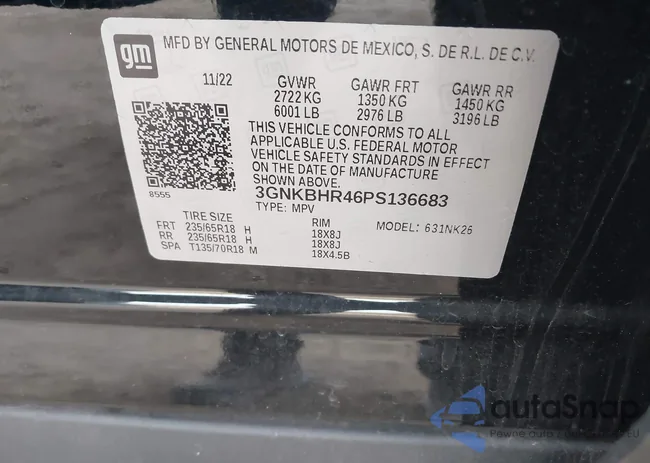 gm
MFD BY GENERAL MOTORS DE MEXICO, S. DE R.L. DE C.V.
11/22 GVWR GAWR FRT GAWR RR
2722 KG 1350 KG 1450 KG
6001 LB 2976 LB 3196 LB
THIS VEHICLE CONFORMS TO ALL
APPLICABLE U.S. FEDERAL MOTOR
VEHICLE SAFETY STANDARDS IN EFFECT
ON THE DATE OF MANUFACTURE
SHOWN ABOVE.
8555
3GNKBHR46PS136683
TYPE: MPV MODEL: 631NK26
TIRE SIZE RIM
FRT 235/65R18 H 18X8J
RR 235/65R18 H 18X8J
SPA T135/70R18 M 18X4.5B
autoSnap
Pewne auto z